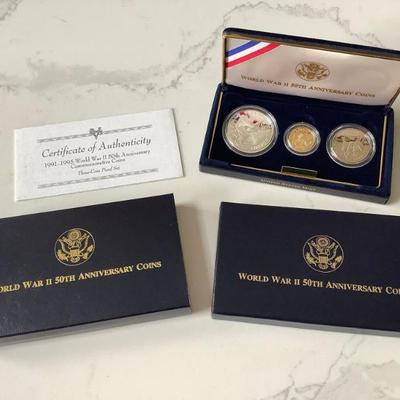 WORLD WAR II 50TH ANNIVERSARY COINS
Certificate of Authenticity
1991-1995 World War II 50th Anniversary
Commemorative Coins
Three-Coin Proof Set
WORLD WAR II 50TH ANNIVERSARY COINS
WORLD WAR II 50TH ANNIVERSARY COINS